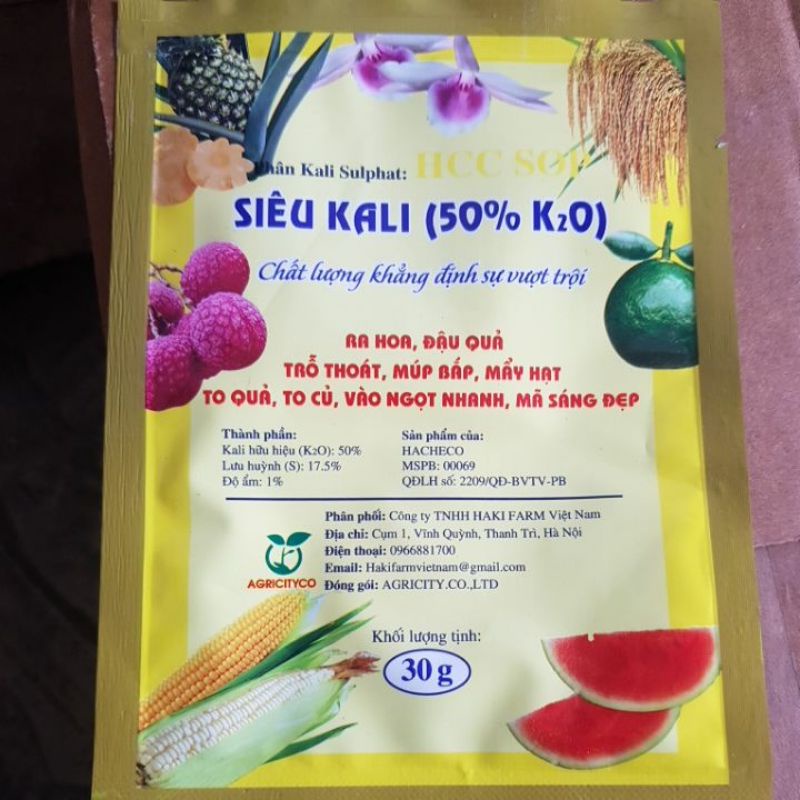 Phân Kali Sulphat: HCC SOP
SIÊU KALI (50% K₂O)
Chất lượng khẳng định sự vượt trội
RA HOA, ĐẬU QUẢ
TRỖ THOÁT, MÚP BẮP, MẨY HẠT
TO QUẢ, TO CỦ, VÀO NGỌT NHANH, MÃ SÁNG ĐẸP
Thành phần:
Kali hữu hiệu (K₂O): 50%
Lưu huỳnh (S): 17.5%
Độ ẩm: 1%
Sản phẩm của:
HACHECO
MSPB: 00069
QĐLH số: 2209/QĐ-BVTV-PB
Phân phối: Công ty TNHH HAKI FARM Việt Nam
Địa chỉ: Cụm 1, Vĩnh Quỳnh, Thanh Trì, Hà Nội
Điện thoại: 0966881700
Email: Hakifarmvietnam@gmail.com
Đóng gói: AGRICITY.CO.,LTD
AGRICITYCO
Khối lượng tịnh:
30 g